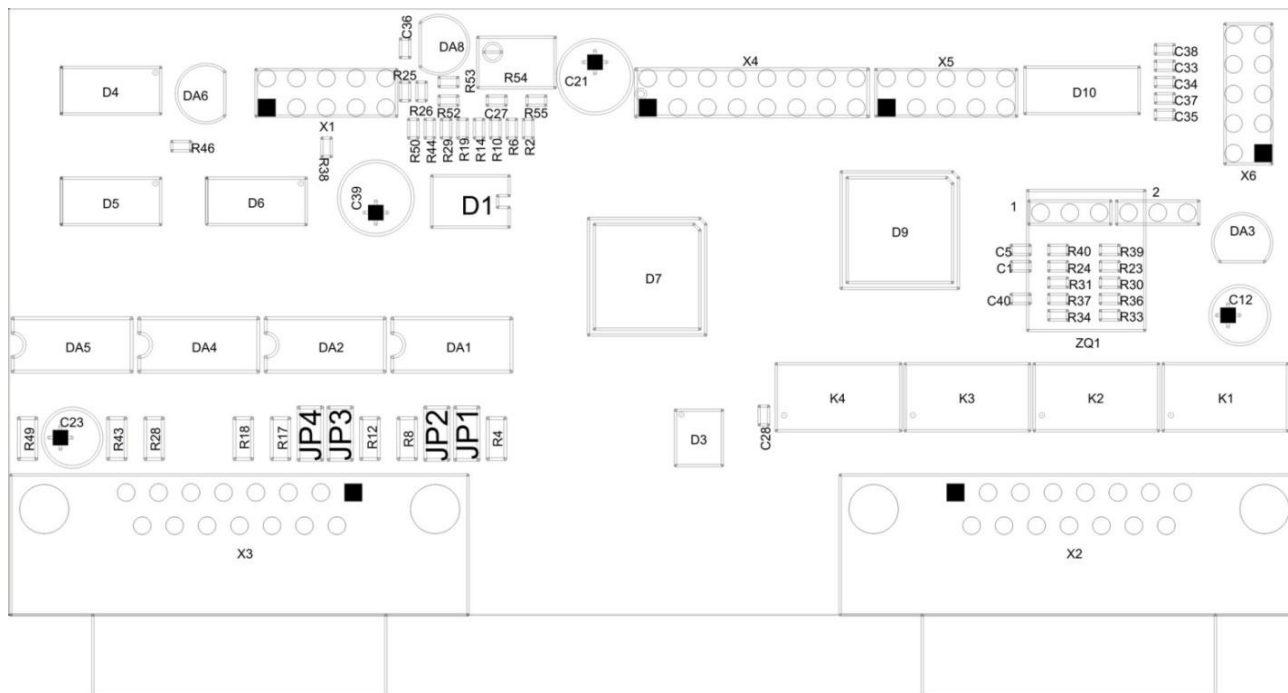 C36
DA8
C38
C33
C34
C37
C35
X4
X5
R53
R54
C21
D4
DA6
R25
D10
R26
R52
C27
R55
X1
R46
R38
R50
R44
R29
R19
R14
R10
R6
R2
X6
D5
D6
C39
D1
1
2
D9
DA3
D7
C5
R40
R39
C1
R24
R23
R31
R30
C40
R37
R36
R34
R33
C12
ZQ1
DA5
DA4
DA2
DA1
K4
K3
K2
K1
R49
C23
R43
R28
R18
R17
JP4
JP3
R12
R8
JP2
JP1
R4
D3
C28
X3
X2